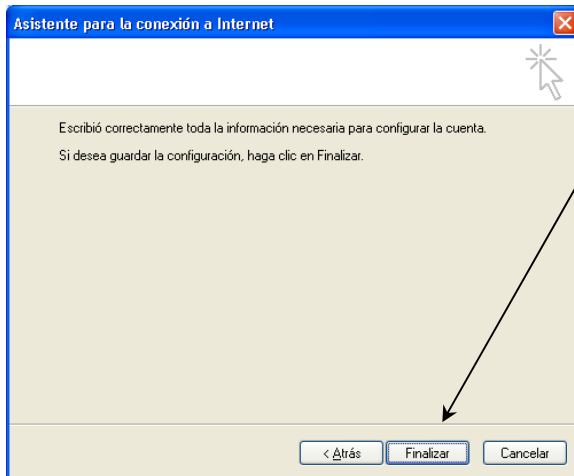 Asistente para la conexión a Internet
Escribió correctamente toda la información necesaria para configurar la cuenta.
Si desea guardar la configuración, haga clic en Finalizar.
< Atrás Finalizar Cancelar